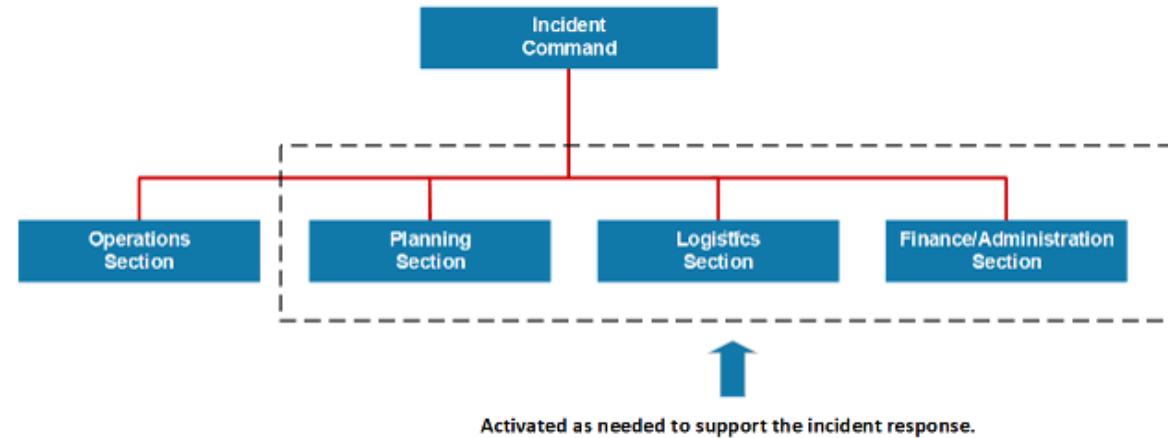 Incident
Command
Operations
Section
Planning
Section
Logistics
Section
Finance/Administration
Section
Activated as needed to support the incident response.